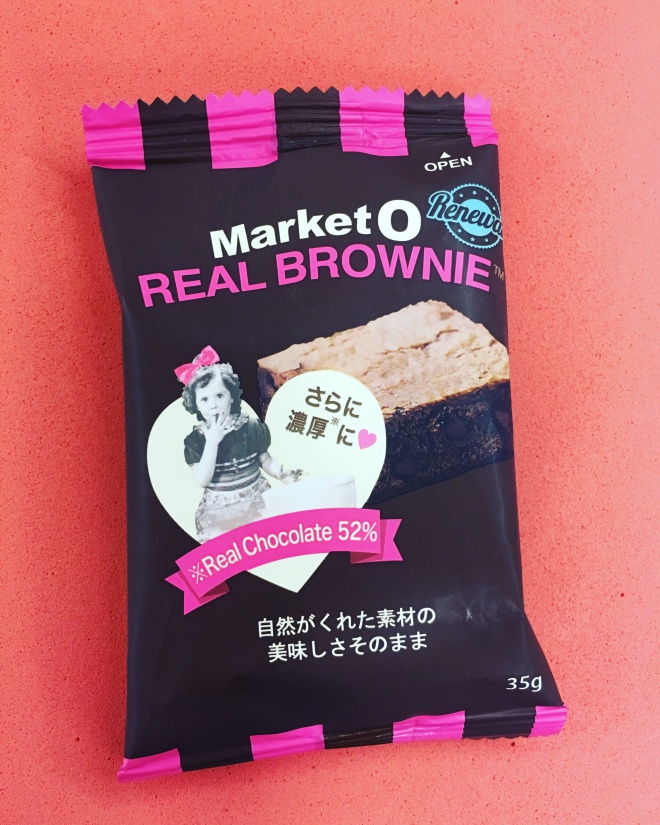 OPEN
Renewal
Market O
REAL BROWNIE™
さらに
濃厚※に
※Real Chocolate 52%
自然がくれた素材の
美味しさそのまま
35g